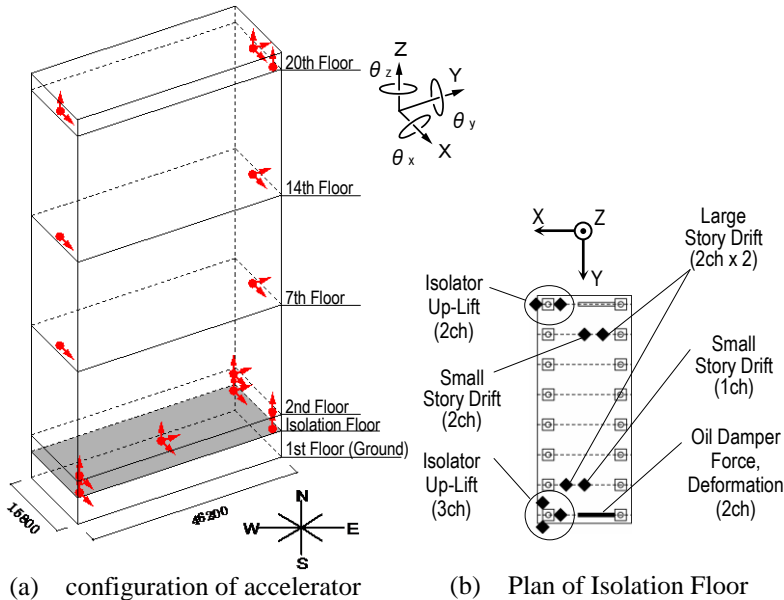 20th Floor
14th Floor
7th Floor
2nd Floor
Isolation Floor
1st Floor (Ground)
16800
46200
N
W
E
S
Z
θz
Y
θy
X
θx
(a) configuration of accelerator
X
Z
Y
Large
Story Drift
(2ch x 2)
Isolator
Up-Lift
(2ch)
Small
Story Drift
(1ch)
Small
Story Drift
(2ch)
Oil Damper
Force,
Deformation
(2ch)
Isolator
Up-Lift
(3ch)
(b) Plan of Isolation Floor